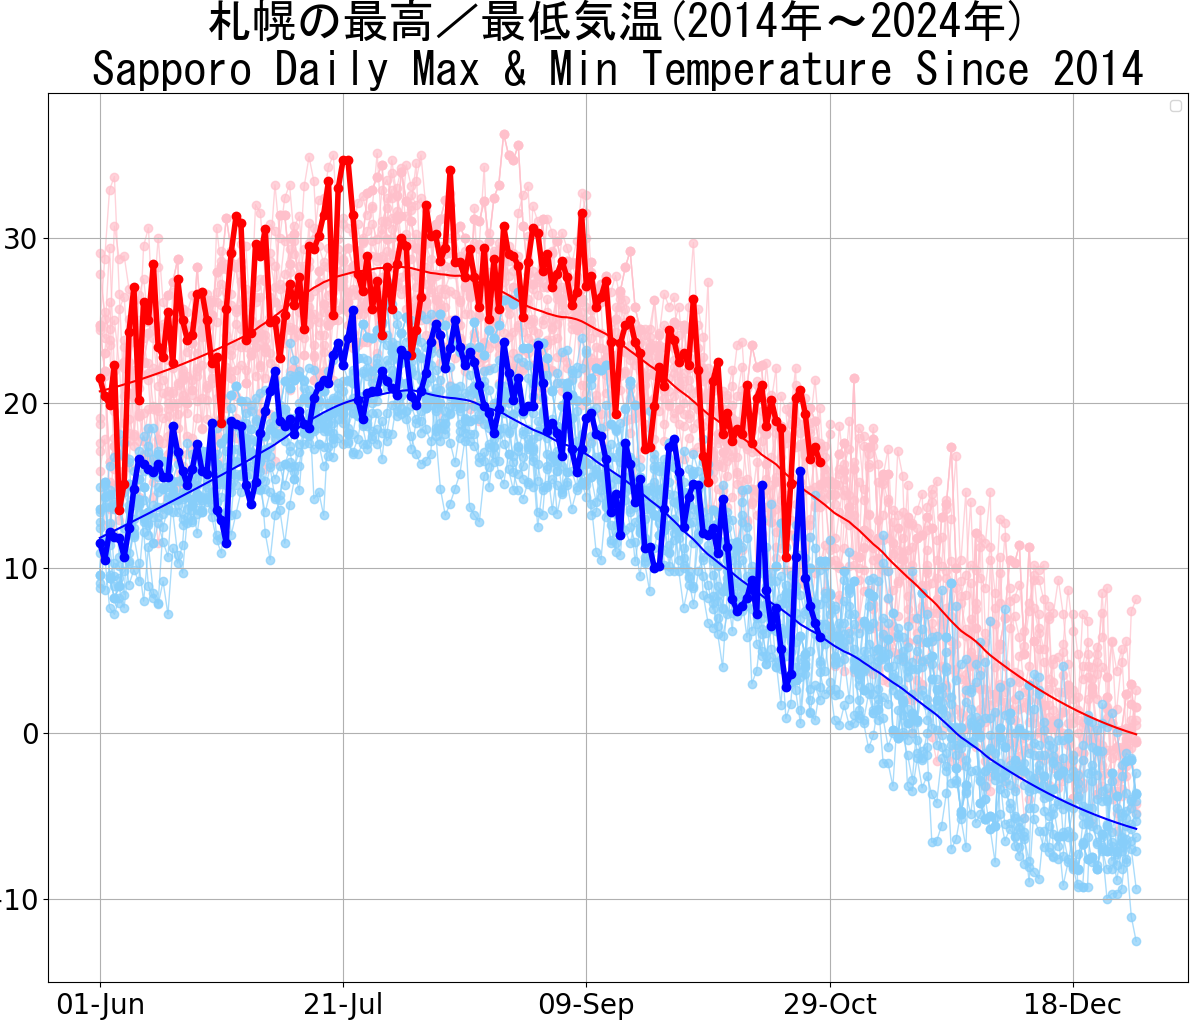 札幌の最高／最低気温(2014年～2024年)
Sapporo Daily Max & Min Temperature Since 2014
30
20
10
0
-10
01-Jun 21-Jul 09-Sep 29-Oct 18-Dec